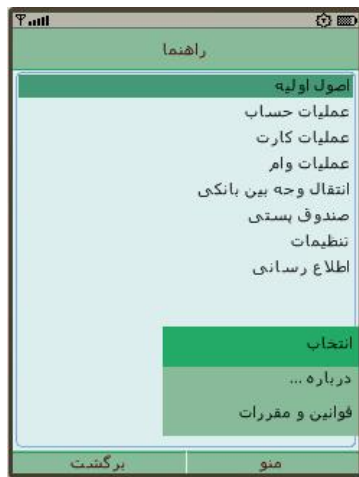 راهنما
اصول اولیه
عملیات حساب
عملیات کارت
عملیات وام
انتقال وجه بین بانکی
صندوق پستی
تنظیمات
اطلاع رسانی
انتخاب
درباره ...
قوانین و مقررات
منو
برگشت